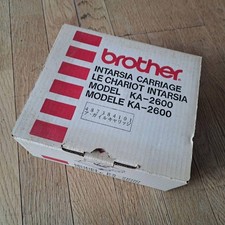 brother
INTARSIA CARRIAGE
LE CHARIOT INTARSIA
MODEL KA-2600
MODELE KA-2600